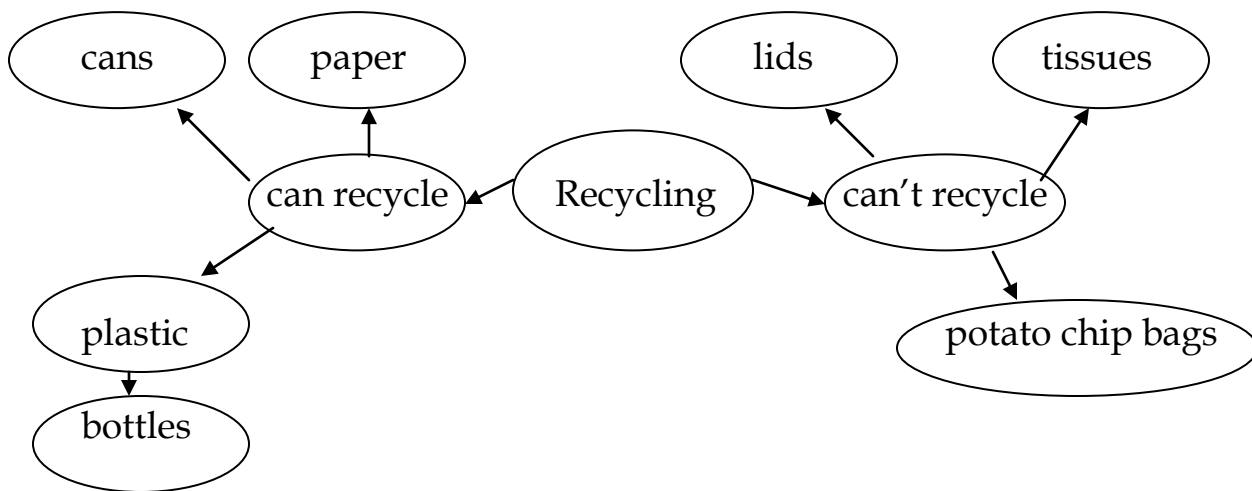 cans
paper
lids
tissues
can recycle
Recycling
can’t recycle
plastic
potato chip bags
bottles